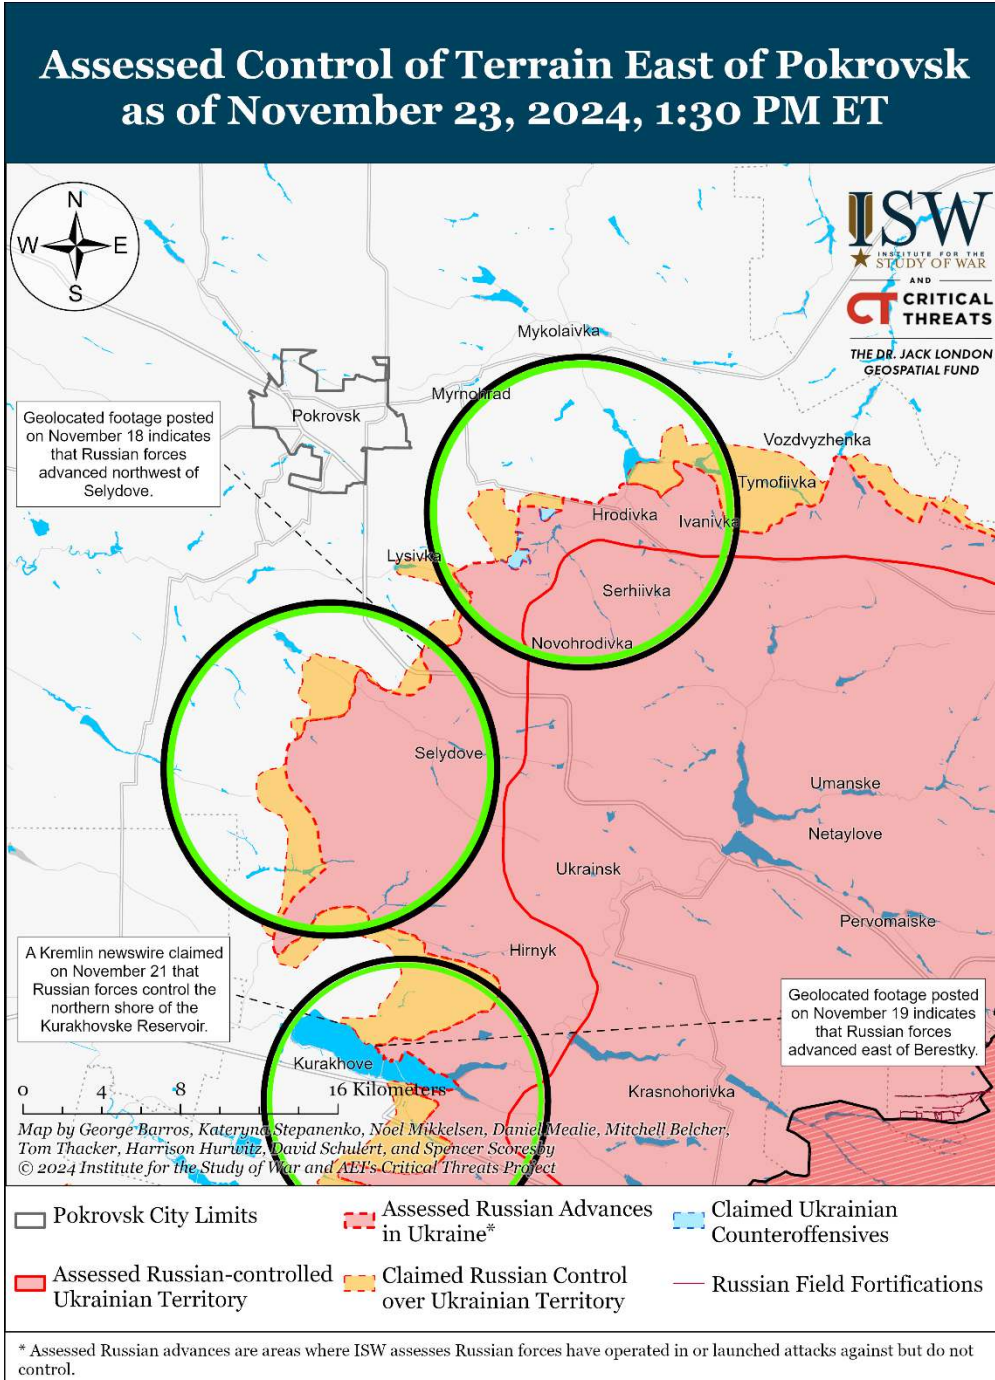 Assessed Control of Terrain East of Pokrovsk
as of November 23, 2024, 1:30 PM ET
N
W
E
S
ISW
INSTITUTE FOR THE
STUDY OF WAR
AND
CT CRITICAL
THREATS
THE DR. JACK LONDON
GEOSPATIAL FUND
Mykolaivka
Myrnohrad
Pokrovsk
Geolocated footage posted
on November 18 indicates
that Russian forces
advanced northwest of
Selydove.
Vozdvyzhenka
Tymofiivka
Hrodivka
Ivanivka
Lysivka
Serhiivka
Novohrodivka
Selydove
Umanske
Netaylove
Ukrainsk
Pervomaiske
Hirnyk
A Kremlin newswire claimed
on November 21 that
Russian forces control the
northern shore of the
Kurakhovske Reservoir.
Geolocated footage posted
on November 19 indicates
that Russian forces
advanced east of Berestky.
Kurakhove
Krasnohorivka
0 4 8 16 Kilometers
Map by George Barros, Kateryna Stepanenko, Noel Mikkelsen, Daniel Mealie, Mitchell Belcher,
Tom Thacker, Harrison Hurwitz, David Schulert, and Spencer Scoresby
© 2024 Institute for the Study of War and AEI's Critical Threats Project
Pokrovsk City Limits
Assessed Russian Advances
in Ukraine*
Claimed Ukrainian
Counteroffensives
Assessed Russian-controlled
Ukrainian Territory
Claimed Russian Control
over Ukrainian Territory
Russian Field Fortifications
* Assessed Russian advances are areas where ISW assesses Russian forces have operated in or launched attacks against but do not
control.